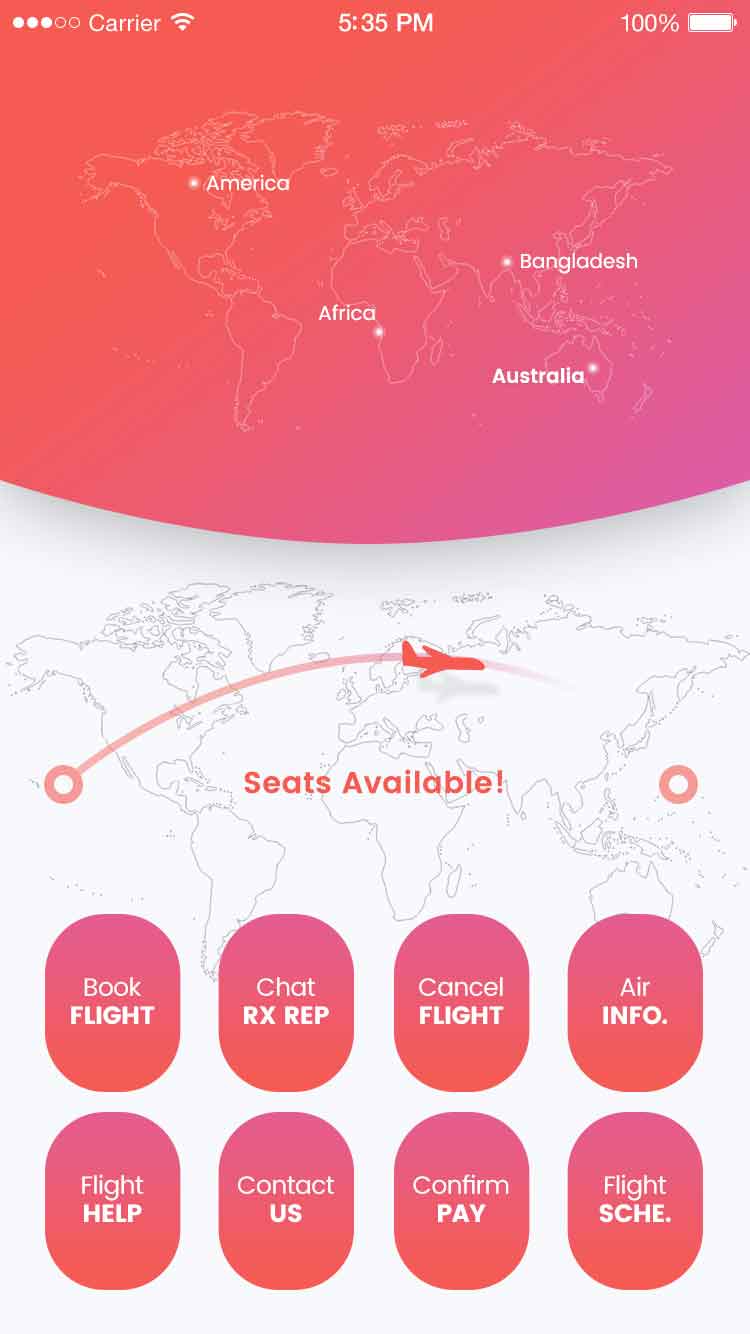 Carrier 5:35 PM 100%
America
Bangladesh
Africa
Australia
Seats Available!
Book
FLIGHT
Chat
RX REP
Cancel
FLIGHT
Air
INFO.
Flight
HELP
Contact
US
Confirm
PAY
Flight
SCHE.